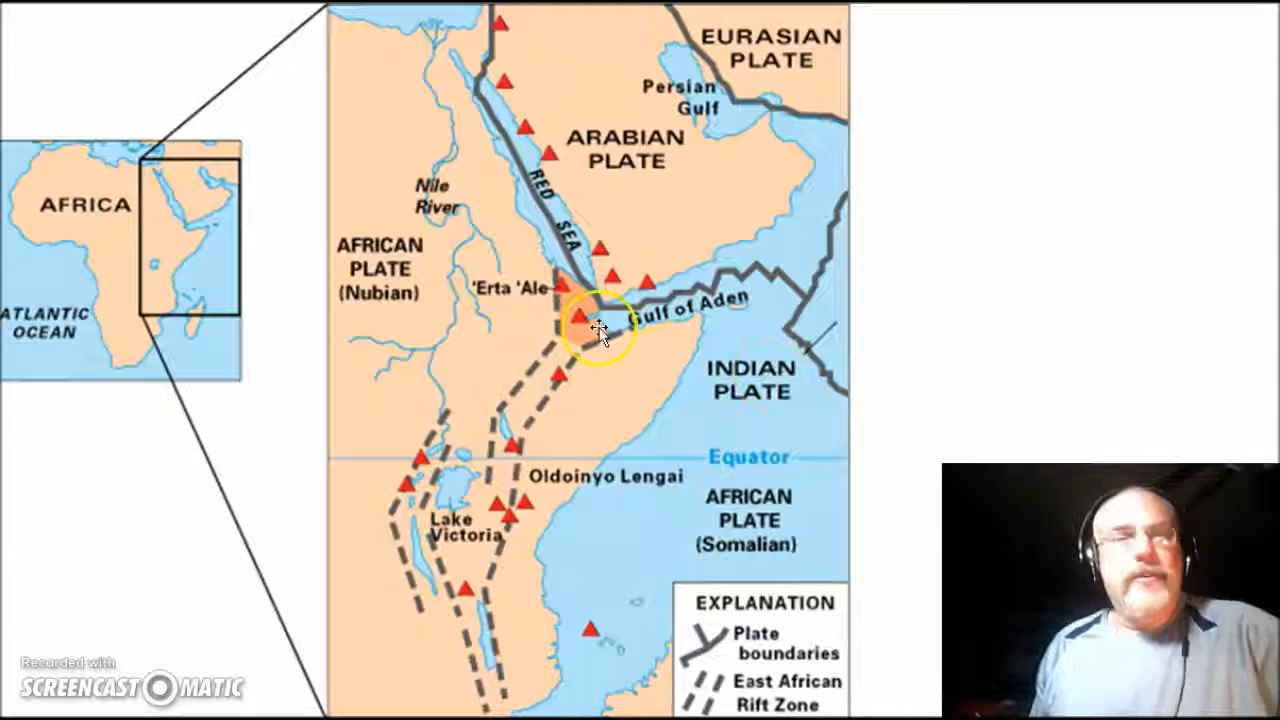 EURASIAN
PLATE
Persian
Gulf
ARABIAN
PLATE
RED
SEA
Nile
River
AFRICA
AFRICAN
PLATE
(Nubian)
'Erta 'Ale
Gulf of Aden
ATLANTIC
OCEAN
INDIAN
PLATE
Equator
Oldoinyo Lengai
AFRICAN
PLATE
(Somalian)
Lake
Victoria
EXPLANATION
Plate
boundaries
East African
Rift Zone
Recorded with
SCREENCAST-O-MATIC